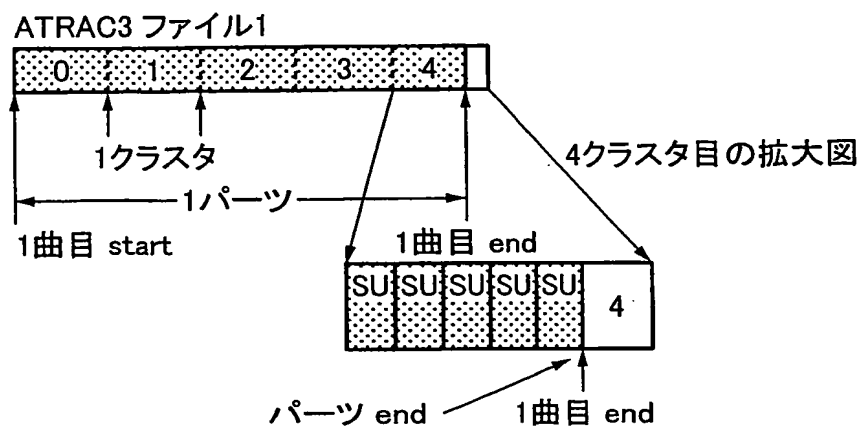 ATRAC3 ファイル1
0 1 2 3 4
1クラスタ
4クラスタ目の拡大図
1パーツ
1曲目 start
1曲目 end
SU SU SU SU SU
4
パーツ end
1曲目 end